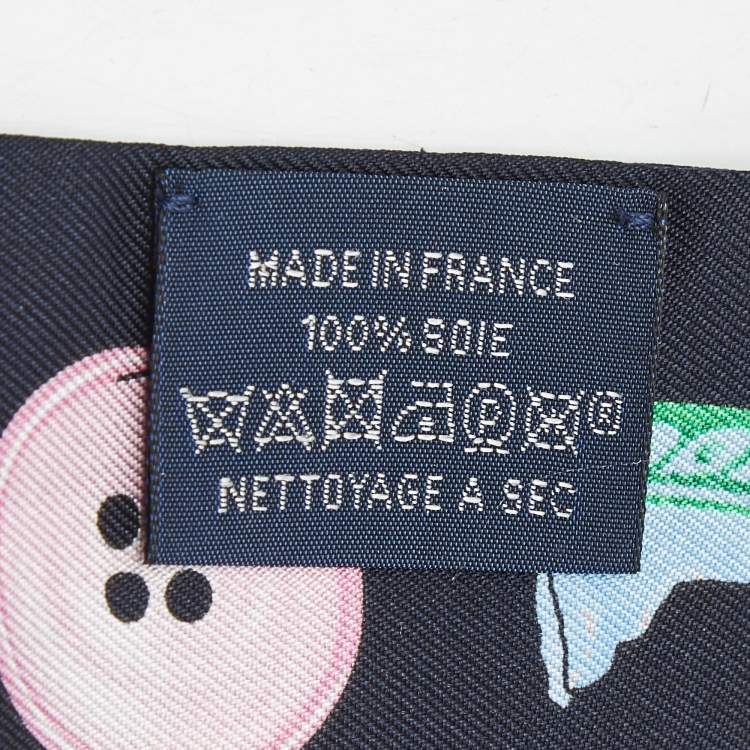 MADE IN FRANCE
100% SOIE
P ®
NETTOYAGE A SEC